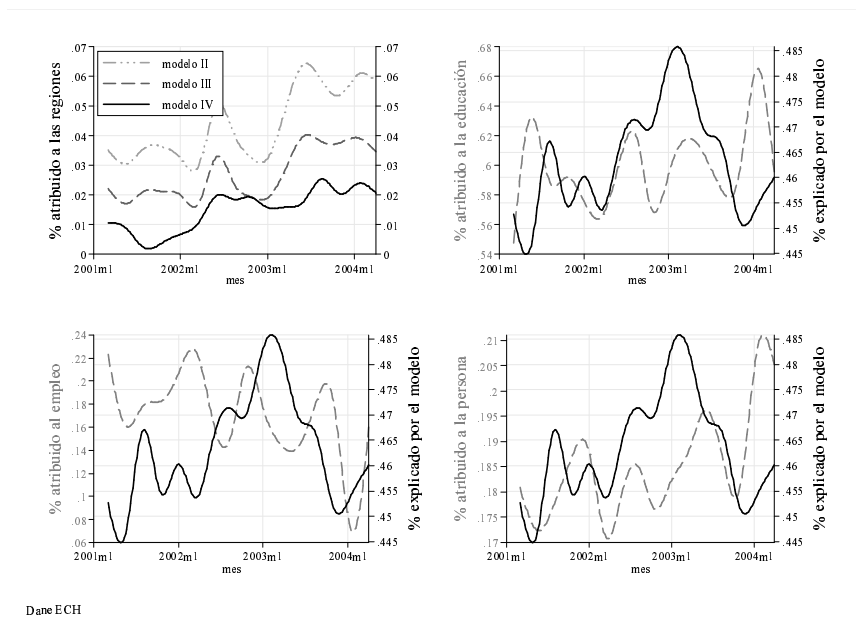 % atribuido a las regiones
.07
.06
.05
.04
.03
.02
.01
0
modelo II
modelo III
modelo IV
.07
.06
.05
.04
.03
.02
.01
0
2001m1
2002m1
2003m1
2004m1
mes
% atribuido a la educación
.68
.66
.64
.62
.6
.58
.56
.54
.485
.48
.475
.47
.465
.46
.455
.45
.445
% explicado por el modelo
2001m1
2002m1
2003m1
2004m1
mes
% atribuido al empleo
.24
.22
.2
.18
.16
.14
.12
.1
.08
.06
.485
.48
.475
.47
.465
.46
.455
.45
.445
% explicado por el modelo
2001m1
2002m1
2003m1
2004m1
mes
% atribuido a la persona
.21
.205
.2
.195
.19
.185
.18
.175
.17
.485
.48
.475
.47
.465
.46
.455
.45
.445
% explicado por el modelo
2001m1
2002m1
2003m1
2004m1
mes
Dane ECH